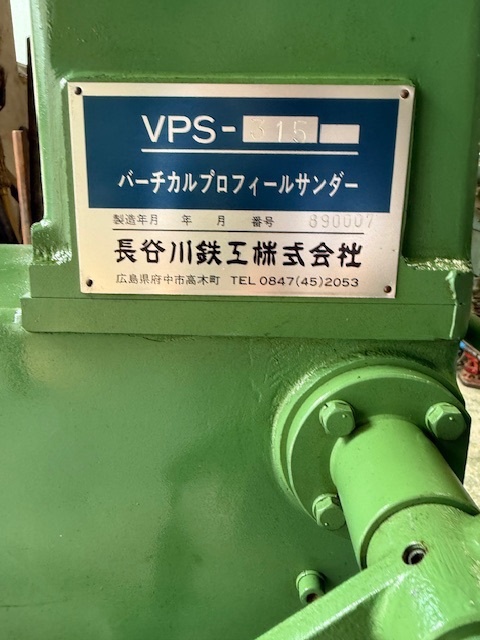 VPS-315
バーチカルプロフィールサンダー
製造年月 年 月 番号 890007
長谷川鉄工株式会社
広島県府中市高木町 TEL 0847(45)2053